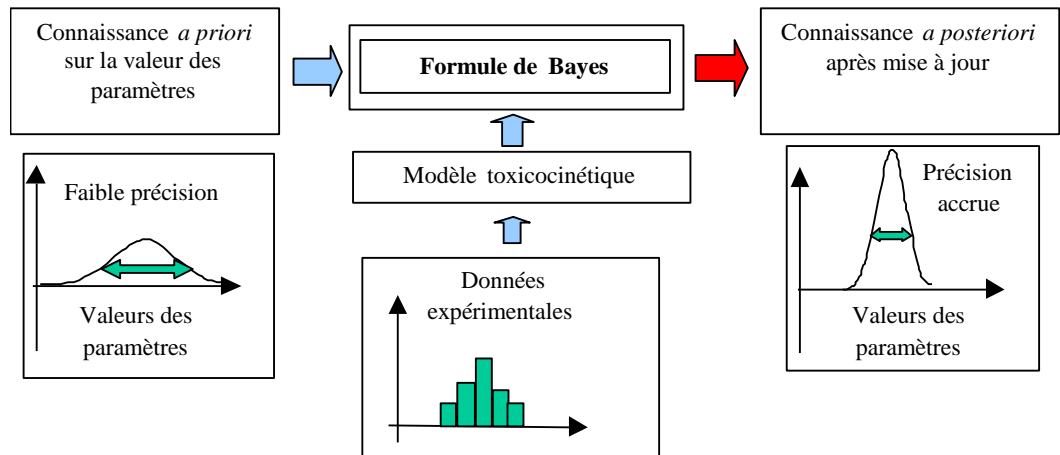 Connaissance a priori
sur la valeur des
paramètres
Formule de Bayes
Connaissance a posteriori
après mise à jour
Modèle toxicocinétique
Faible précision
Valeurs des
paramètres
Données
expérimentales
Précision
accrue
Valeurs des
paramètres